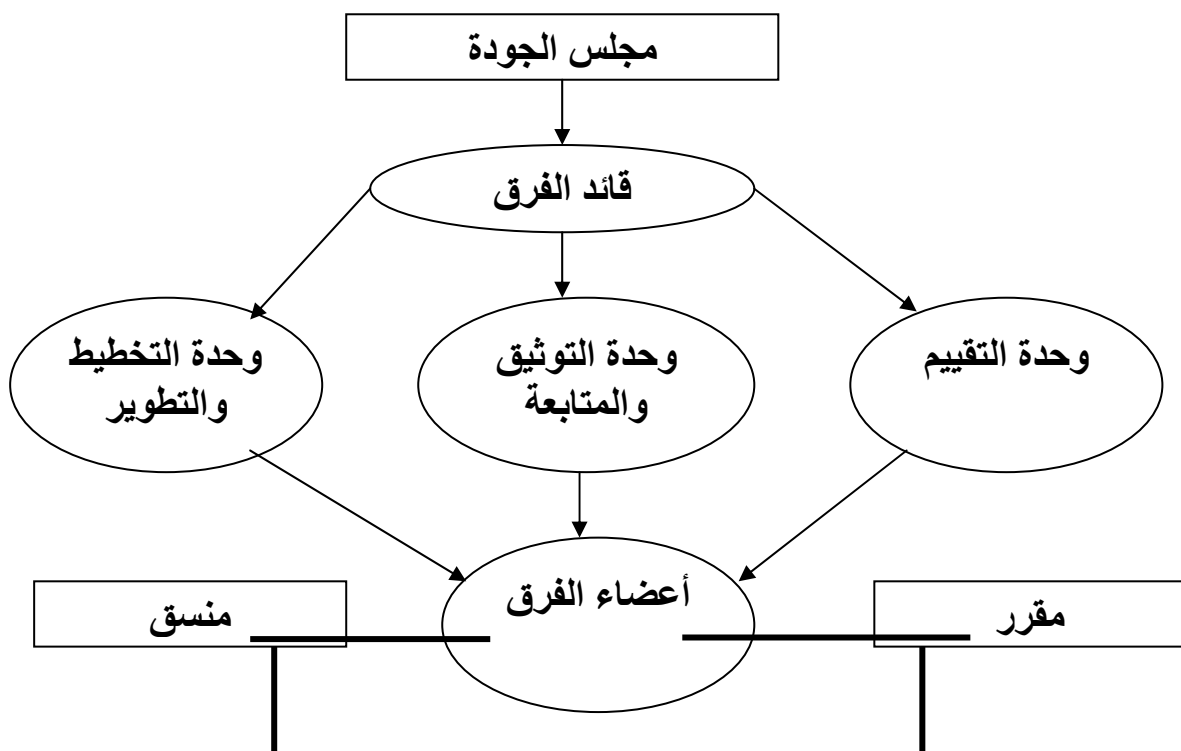 مجلس الجودة
قائد الفرق
وحدة التقييم
وحدة التوثيق
والمتابعة
وحدة التخطيط
والتطوير
أعضاء الفرق
مقرر
منسق